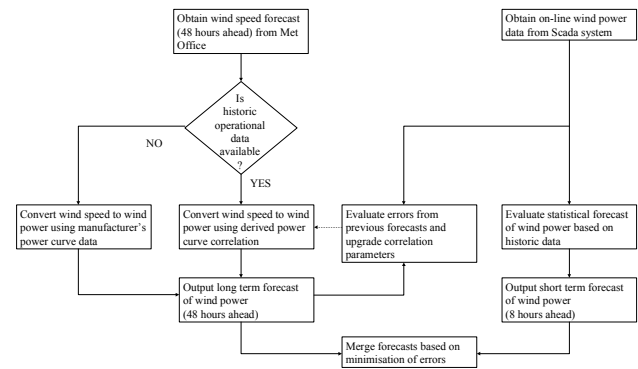 Obtain wind speed forecast
(48 hours ahead) from Met
Office
Obtain on-line wind power
data from Scada system
Is
historic
operational
data
available
?
NO
YES
Convert wind speed to wind
power using manufacturer's
power curve data
Convert wind speed to wind
power using derived power
curve correlation
Evaluate errors from
previous forecasts and
upgrade correlation
parameters
Evaluate statistical forecast
of wind power based on
historic data
Output long term forecast
of wind power
(48 hours ahead)
Output short term forecast
of wind power
(8 hours ahead)
Merge forecasts based on
minimisation of errors